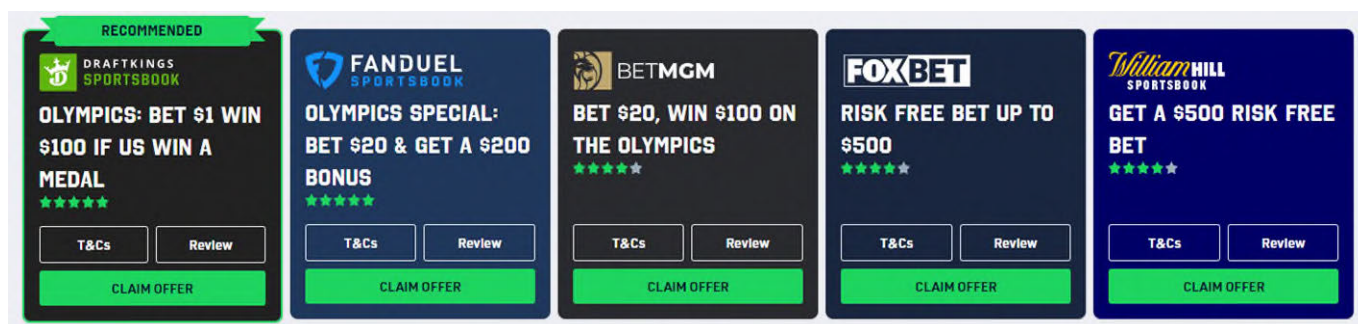 RECOMMENDED
DRAFTKINGS
SPORTSBOOK
OLYMPICS: BET $1 WIN
$100 IF US WIN A
MEDAL
T&Cs
Review
CLAIM OFFER
FANDUEL
SPORTSBOOK
OLYMPICS SPECIAL:
BET $20 & GET A $200
BONUS
T&Cs
Review
CLAIM OFFER
BETMGM
BET $20, WIN $100 ON
THE OLYMPICS
T&Cs
Review
CLAIM OFFER
FOX BET
RISK FREE BET UP TO
$500
T&Cs
Review
CLAIM OFFER
William HILL
SPORTSBOOK
GET A $500 RISK FREE
BET
T&Cs
Review
CLAIM OFFER